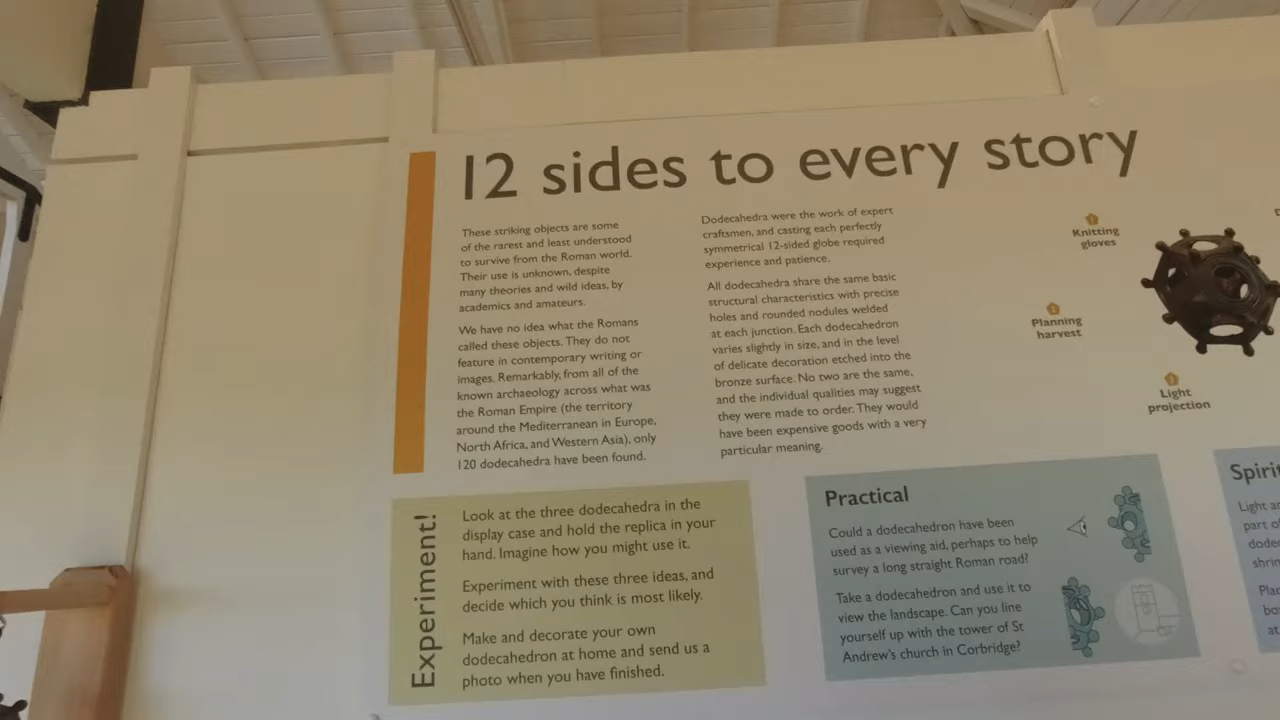 12 sides to every story
These striking objects are some
of the rarest and least understood
to survive from the Roman world.
Their use is unknown, despite
many theories and wild ideas, by
academics and amateurs.
We have no idea what the Romans
called these objects. They do not
feature in contemporary writing or
images. Remarkably, from all of the
known archaeology across what was
the Roman Empire (the territory
around the Mediterranean in Europe,
North Africa, and Western Asia), only
120 dodecahedra have been found.
Dodecahedra were the work of expert
craftsmen, and casting each perfectly
symmetrical 12-sided globe required
experience and patience.
All dodecahedra share the same basic
structural characteristics with precise
holes and rounded nodules welded
at each junction. Each dodecahedron
varies slightly in size, and in the level
of delicate decoration etched into the
bronze surface. No two are the same,
and the individual qualities may suggest
they were made to order. They would
have been expensive goods with a very
particular meaning.
Knitting
gloves
Planning
harvest
Light
projection
Experiment!
Look at the three dodecahedra in the
display case and hold the replica in your
hand. Imagine how you might use it.
Experiment with these three ideas, and
decide which you think is most likely.
Make and decorate your own
dodecahedron at home and send us a
photo when you have finished.
Practical
Could a dodecahedron have been
used as a viewing aid, perhaps to help
survey a long straight Roman road?
Take a dodecahedron and use it to
view the landscape. Can you line
yourself up with the tower of St
Andrew's church in Corbridge?
Spirit
Light a
part o
dode
shri
Pla
bo
at